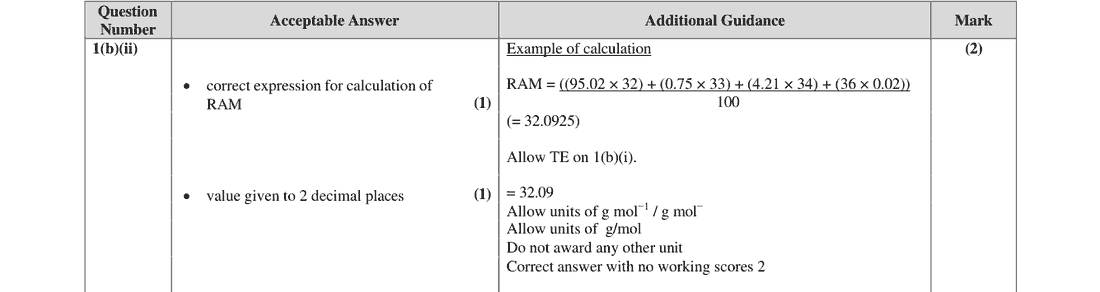 Question Number
Acceptable Answer
Additional Guidance
Mark
1(b)(ii)
• correct expression for calculation of
RAM (1)
Example of calculation
RAM = ((95.02 × 32) + (0.75 × 33) + (4.21 × 34) + (36 × 0.02))
100
(= 32.0925)
Allow TE on 1(b)(i).
(2)
• value given to 2 decimal places (1)
= 32.09
Allow units of g mol⁻¹ / g mol⁻
Allow units of g/mol
Do not award any other unit
Correct answer with no working scores 2